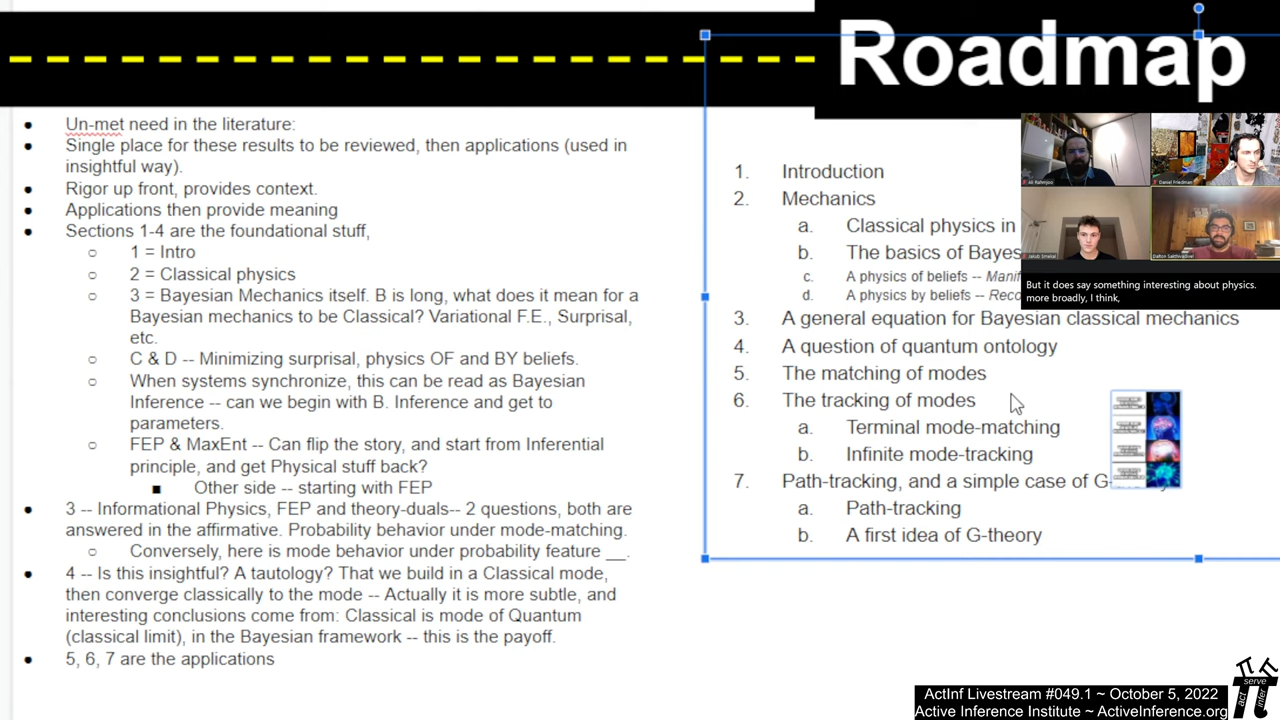 Roadmap
Un-met need in the literature:
Single place for these results to be reviewed, then applications (used in
insightful way).
Rigor up front, provides context.
Applications then provide meaning
Sections 1-4 are the foundational stuff,
1 = Intro
2 = Classical physics
3 = Bayesian Mechanics itself. B is long, what does it mean for a
Bayesian mechanics to be Classical? Variational F.E., Surprisal,
etc.
C & D -- Minimizing surprisal, physics OF and BY beliefs.
When systems synchronize, this can be read as Bayesian
Inference -- can we begin with B. Inference and get to
parameters.
FEP & MaxEnt -- Can flip the story, and start from Inferential
principle, and get Physical stuff back?
Other side -- starting with FEP
3 -- Informational Physics, FEP and theory-duals-- 2 questions, both are
answered in the affirmative. Probability behavior under mode-matching.
Conversely, here is mode behavior under probability feature __.
4 -- Is this insightful? A tautology? That we build in a Classical mode,
then converge classically to the mode -- Actually it is more subtle, and
interesting conclusions come from: Classical is mode of Quantum
(classical limit), in the Bayesian framework -- this is the payoff.
5, 6, 7 are the applications
1. Introduction
2. Mechanics
a. Classical physics in
b. The basics of Bayes
c. A physics of beliefs -- Manif
d. A physics by beliefs -- Reco
3. A general equation for Bayesian classical mechanics
4. A question of quantum ontology
5. The matching of modes
6. The tracking of modes
a. Terminal mode-matching
b. Infinite mode-tracking
7. Path-tracking, and a simple case of G-
a. Path-tracking
b. A first idea of G-theory
Ali Rahmjoo
Daniel Friedman
Jakub Smekal
Dalton Sakthivadivel
But it does say something interesting about physics.
more broadly, I think,
ActInf Livestream #049.1 ~ October 5, 2022
Active Inference Institute ~ ActiveInference.org
serve
act
infer